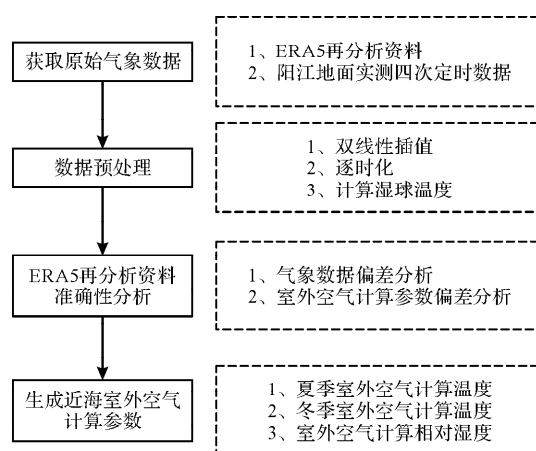 获取原始气象数据
1、ERA5再分析资料
2、阳江地面实测四次定时数据
数据预处理
1、双线性插值
2、逐时化
3、计算湿球温度
ERA5再分析资料
准确性分析
1、气象数据偏差分析
2、室外空气计算参数偏差分析
生成近海室外空气
计算参数
1、夏季室外空气计算温度
2、冬季室外空气计算温度
3、室外空气计算相对湿度